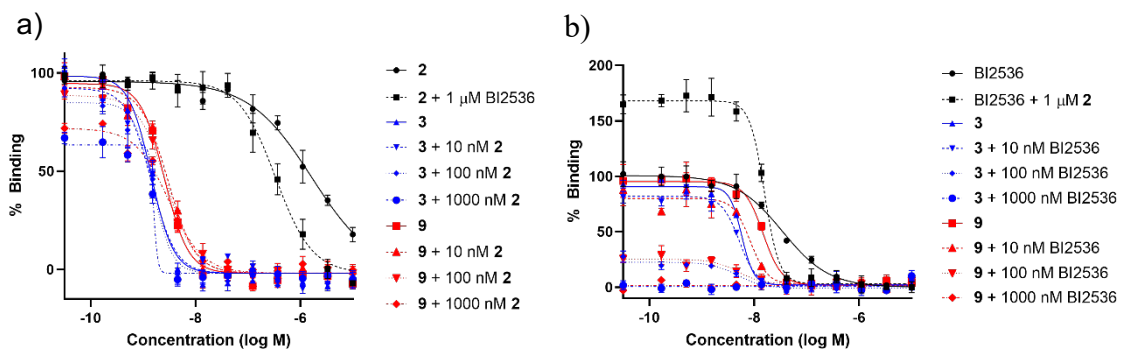 a)
% Binding
100
50
0
-10
-8
-6
Concentration (log M)
2
2 + 1 μM BI2536
3
3 + 10 nM 2
3 + 100 nM 2
3 + 1000 nM 2
9
9 + 10 nM 2
9 + 100 nM 2
9 + 1000 nM 2
b)
% Binding
200
150
100
50
0
-10
-8
-6
Concentration (log M)
BI2536
BI2536 + 1 μM 2
3
3 + 10 nM BI2536
3 + 100 nM BI2536
3 + 1000 nM BI2536
9
9 + 10 nM BI2536
9 + 100 nM BI2536
9 + 1000 nM BI2536